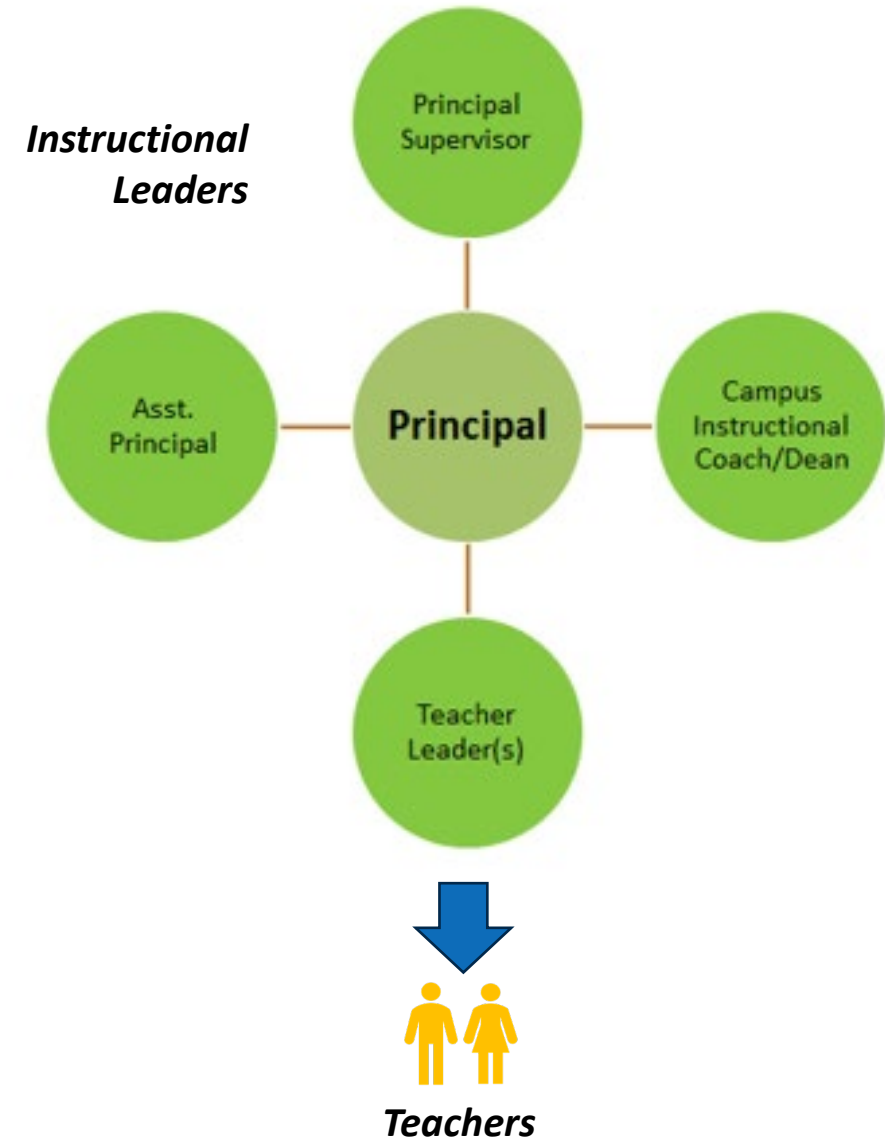 Principal
Supervisor
Instructional
Leaders
Asst.
Principal
Principal
Campus
Instructional
Coach/Dean
Teacher
Leader(s)
Teachers